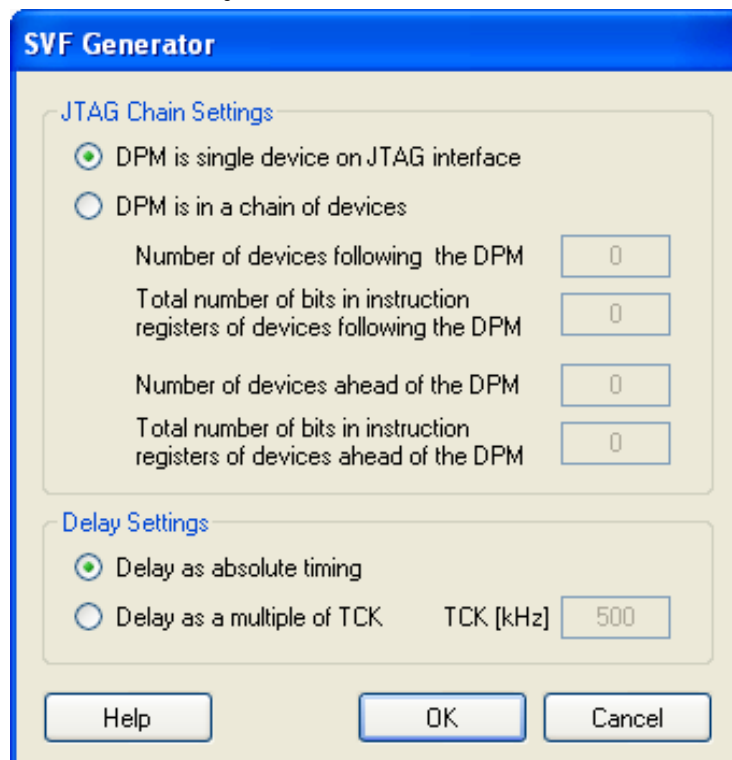 SVF Generator
JTAG Chain Settings
DPM is single device on JTAG interface
DPM is in a chain of devices
Number of devices following the DPM 0
Total number of bits in instruction
registers of devices following the DPM 0
Number of devices ahead of the DPM 0
Total number of bits in instruction
registers of devices ahead of the DPM 0
Delay Settings
Delay as absolute timing
Delay as a multiple of TCK TCK [kHz] 500
Help OK Cancel